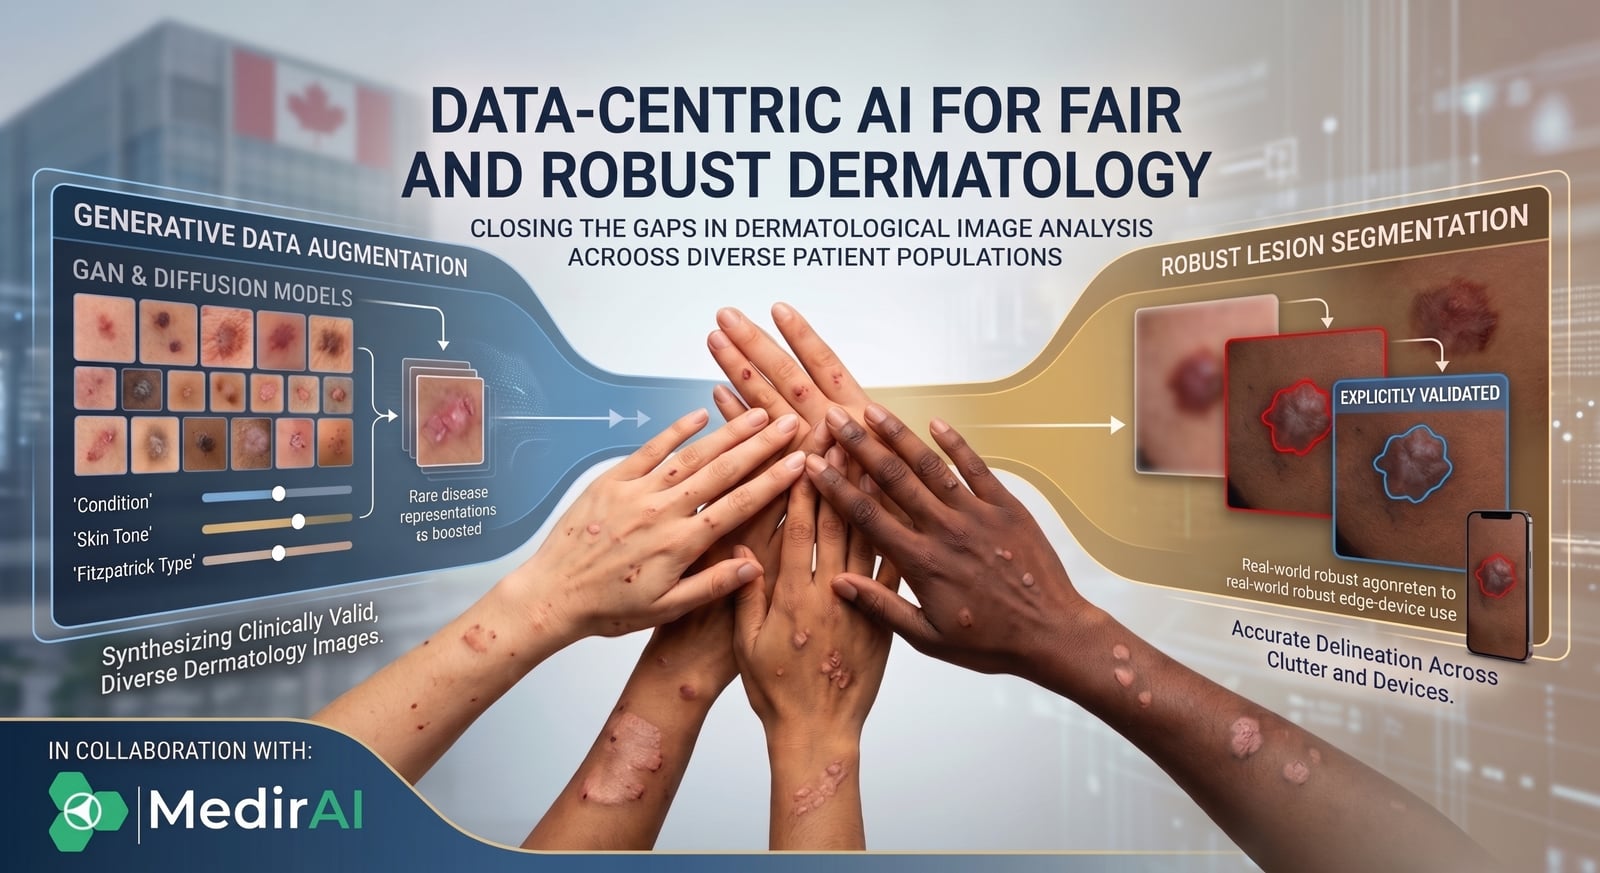 DATA-CENTRIC AI FOR FAIR
AND ROBUST DERMATOLOGY
CLOSING THE GAPS IN DERMATOLOGICAL IMAGE ANALYSIS
ACROOSS DIVERSE PATIENT POPULATIONS
GENERATIVE DATA AUGMENTATION
GAN & DIFFUSION MODELS
'Condition'
'Skin Tone'
'Fitzpatrick Type'
Rare disease
representations
is boosted
Synthesizing Clinically Valid,
Diverse Dermatology Images.
ROBUST LESION SEGMENTATION
EXPLICITLY VALIDATED
Real-world robust agonreten to
real-world robust edge-device use
Accurate Delineation Across
Clutter and Devices.
IN COLLABORATION WITH:
MedirAI